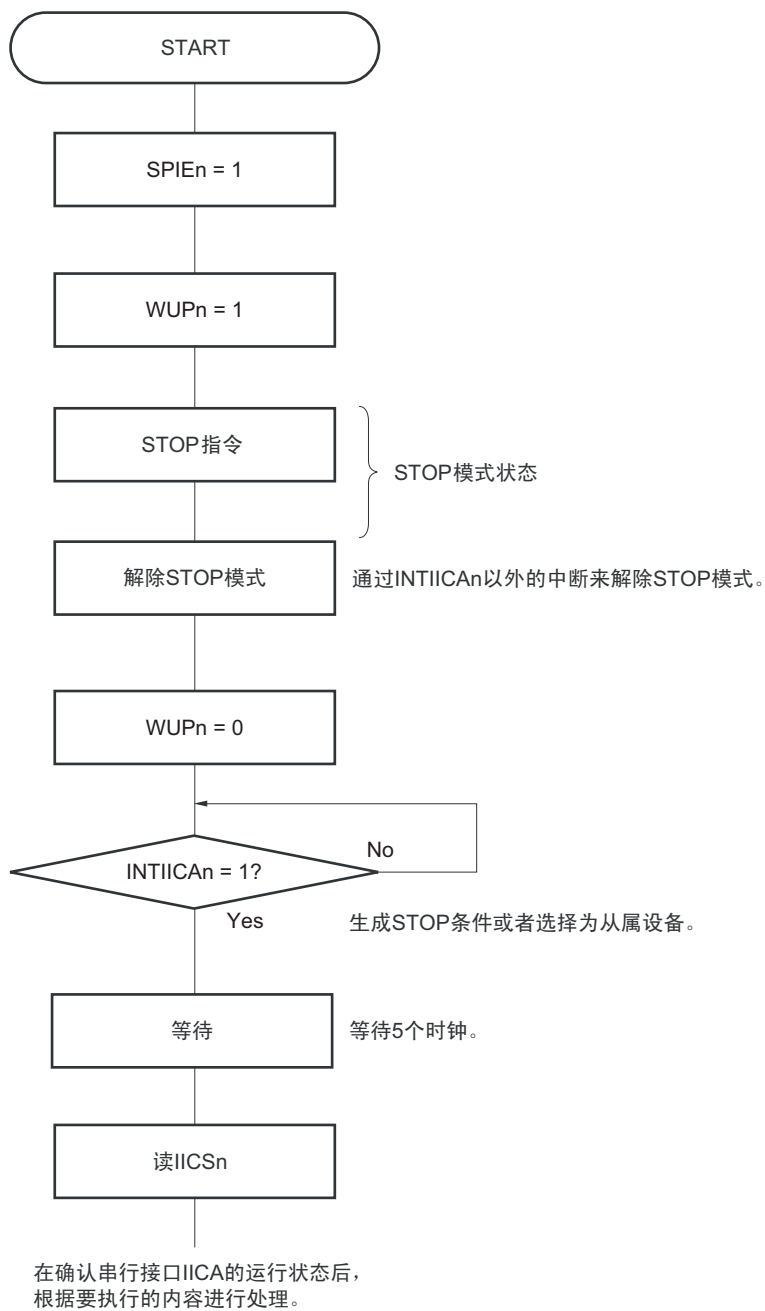 START
SPIEn = 1
WUPn = 1
STOP指令
STOP模式状态
解除STOP模式
通过INTIICAn以外的中断来解除STOP模式。
WUPn = 0
No
INTIICAn = 1?
Yes
生成STOP条件或者选择为从属设备。
等待
等待5个时钟。
读IICSn
在确认串行接口IICA的运行状态后，
根据要执行的内容进行处理。